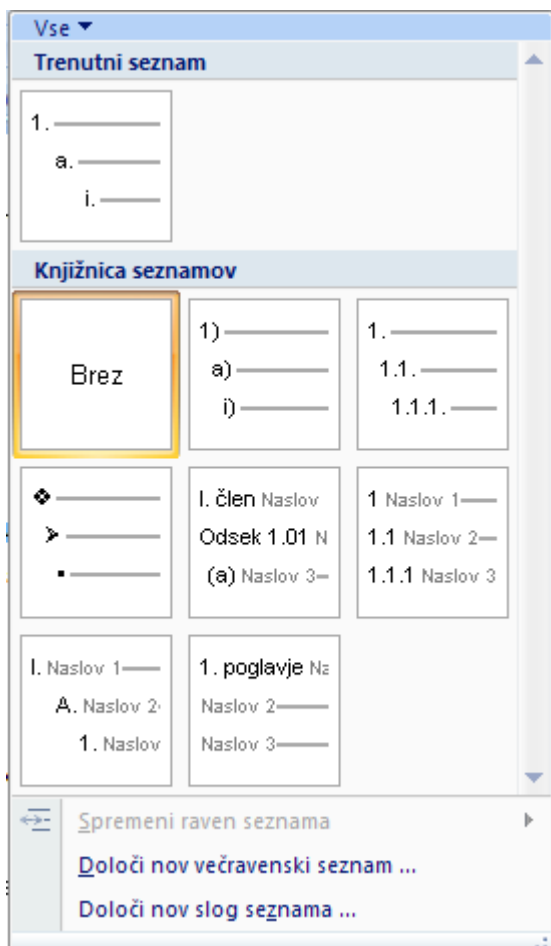 Vse
Trenutni seznam
1.
a.
i.
Knjižnica seznamov
Brez
1)
a)
i)
1.
1.1.
1.1.1.
I. člen Naslov
Odsek 1.01 N
(a) Naslov 3
1 Naslov 1
1.1 Naslov 2
1.1.1 Naslov 3
I. Naslov 1
A. Naslov 2
1. Naslov
1. poglavje Na
Naslov 2
Naslov 3
Spremeni raven seznama
Določi nov večravenski seznam ...
Določi nov slog seznama ...